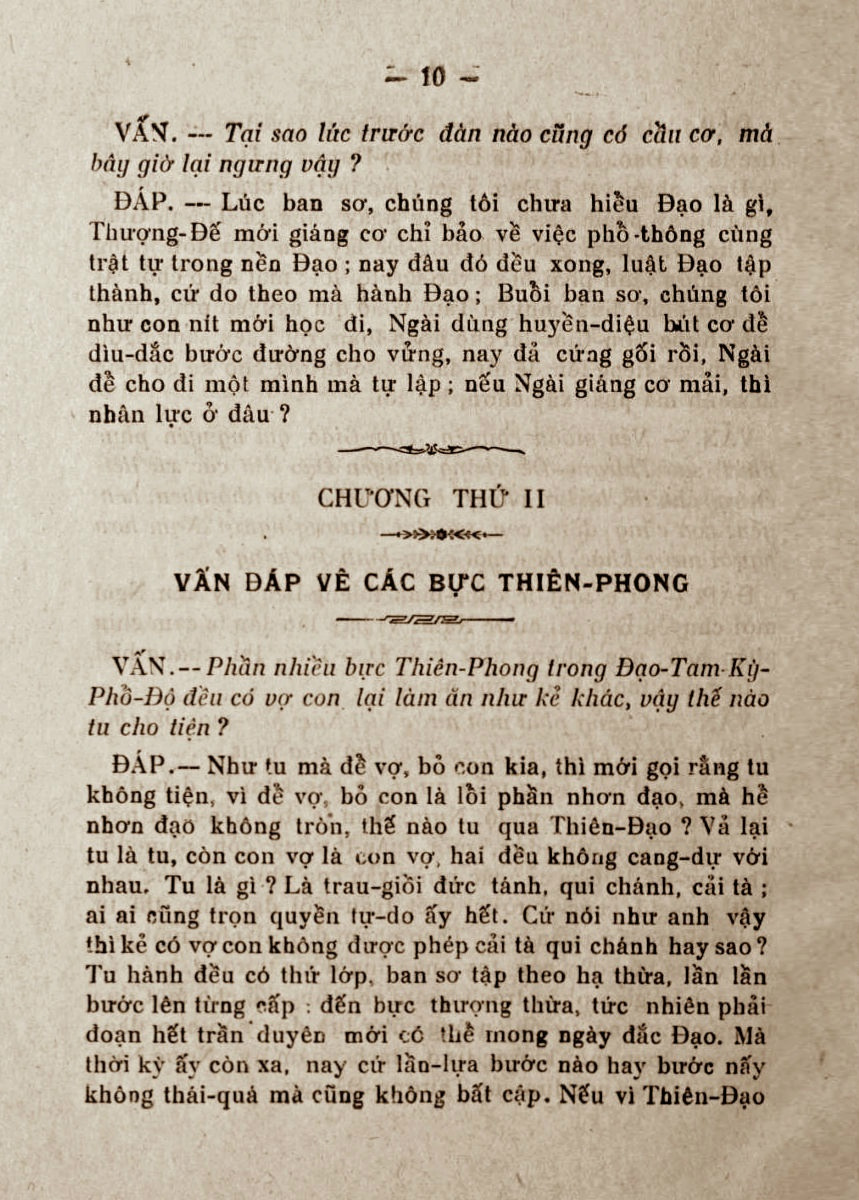 — 10 —
VẤN. — Tại sao lúc trước đàn nào cũng có cầu cơ, mà
bây giờ lại ngưng vậy ?
ĐÁP. — Lúc ban sơ, chúng tôi chưa hiểu Đạo là gì,
Thượng-Đế mới giáng cơ chỉ bảo về việc phổ-thông cùng
trật tự trong nền Đạo ; nay đâu đó đều xong, luật Đạo tập
thành, cứ do theo mà hành Đạo ; Buổi ban sơ, chúng tôi
như con nít mới học đi, Ngài dùng huyền-diệu bút cơ để
dìu-dắc bước đường cho vửng, nay đả cứng gối rồi, Ngài
để cho đi một mình mà tự lập ; nếu Ngài giáng cơ mải, thì
nhân lực ở đâu ?
CHƯƠNG THỨ II
VẤN ĐÁP VỀ CÁC BỰC THIÊN-PHONG
VẤN.— Phần nhiều bực Thiên-Phong trong Đạo-Tam-Kỳ-
Phổ-Độ đều có vợ con lại làm ăn như kẻ khác, vậy thế nào
tu cho tiện ?
ĐÁP.— Như tu mà để vợ, bỏ con kia, thì mới gọi rằng tu
không tiện, vì để vợ, bỏ con là lỗi phần nhơn đạo, mà hể
nhơn đạo không tròn, thế nào tu qua Thiên-Đạo ? Vả lại
tu là tu, còn con vợ là con vợ, hai đều không cang-dự với
nhau. Tu là gì ? Là trau-giồi đức tánh, qui chánh, cải tà ;
ai ai cũng trọn quyền tự-do ấy hết. Cứ nói như anh vậy
thì kẻ có vợ con không được phép cải tà qui chánh hay sao ?
Tu hành đều có thứ lớp, ban sơ tập theo hạ thừa, lần lần
bước lên từng cấp : đến bực thượng thừa, tức nhiên phải
đoạn hết trần duyên mới có thể mong ngày đắc Đạo. Mà
thời kỳ ấy còn xa, nay cứ lần-lựa bước nào hay bước nấy
không thái-quá mà cũng không bất cập. Nếu vì Thiên-Đạo